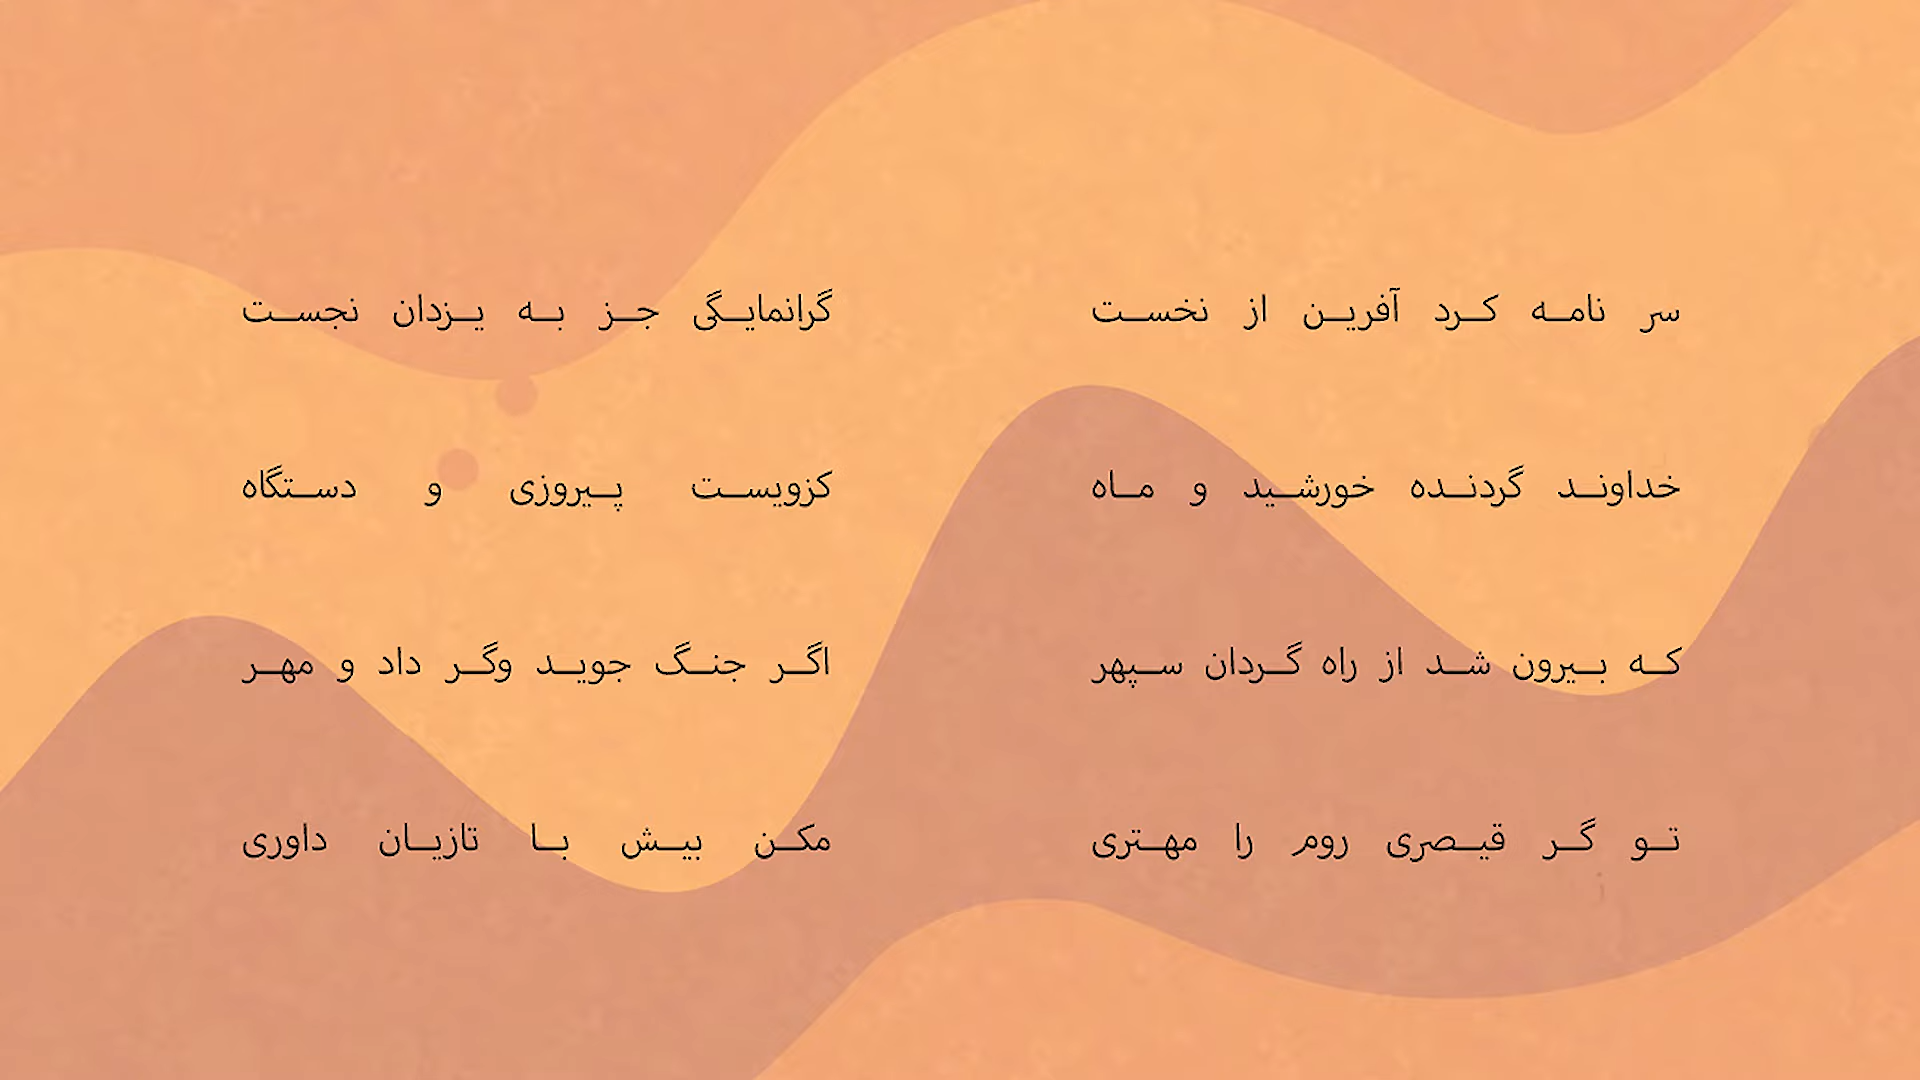 سر نامه کرد آفرین از نخست گرانمایگی جز به یزدان نجست
خداوند گردنده خورشید و ماه کزویست پیروزی و دستگاه
که بیرون شد از راه گردان سپهر اگر جنگ جوید وگر داد و مهر
تو گر قیصری روم را مهتری مکن بیش با تازیان داوری